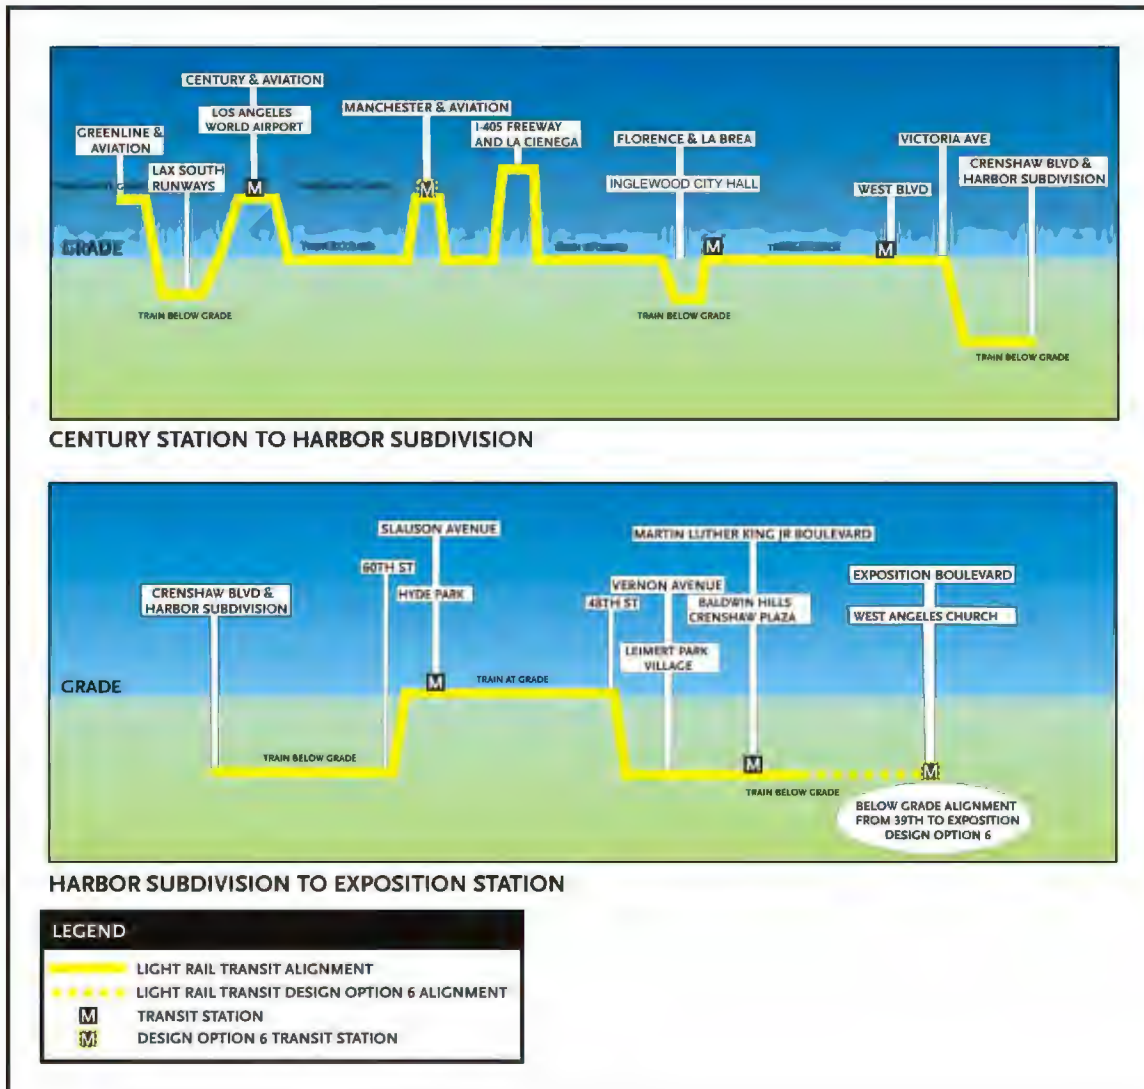 CENTURY & AVIATION
LOS ANGELES
WORLD AIRPORT
MANCHESTER & AVIATION
GREENLINE &
AVIATION
I-405 FREEWAY
AND LA CIENEGA
FLORENCE & LA BREA
VICTORIA AVE
LAX SOUTH
RUNWAYS
INGLEWOOD CITY HALL
CRENSHAW BLVD &
HARBOR SUBDIVISION
WEST BLVD
M
M
M
M
GRADE
TRAIN BELOW GRADE
TRAIN BELOW GRADE
TRAIN BELOW GRADE
CENTURY STATION TO HARBOR SUBDIVISION
SLAUSON AVENUE
MARTIN LUTHER KING JR BOULEVARD
60TH ST
EXPOSITION BOULEVARD
CRENSHAW BLVD &
HARBOR SUBDIVISION
HYDE PARK
VERNON AVENUE
48TH ST
BALDWIN HILLS
CRENSHAW PLAZA
WEST ANGELES CHURCH
LEIMERT PARK
VILLAGE
GRADE
M
TRAIN AT GRADE
TRAIN BELOW GRADE
M
M
TRAIN BELOW GRADE
BELOW GRADE ALIGNMENT
FROM 39TH TO EXPOSITION
DESIGN OPTION 6
HARBOR SUBDIVISION TO EXPOSITION STATION
LEGEND
LIGHT RAIL TRANSIT ALIGNMENT
LIGHT RAIL TRANSIT DESIGN OPTION 6 ALIGNMENT
M TRANSIT STATION
M DESIGN OPTION 6 TRANSIT STATION